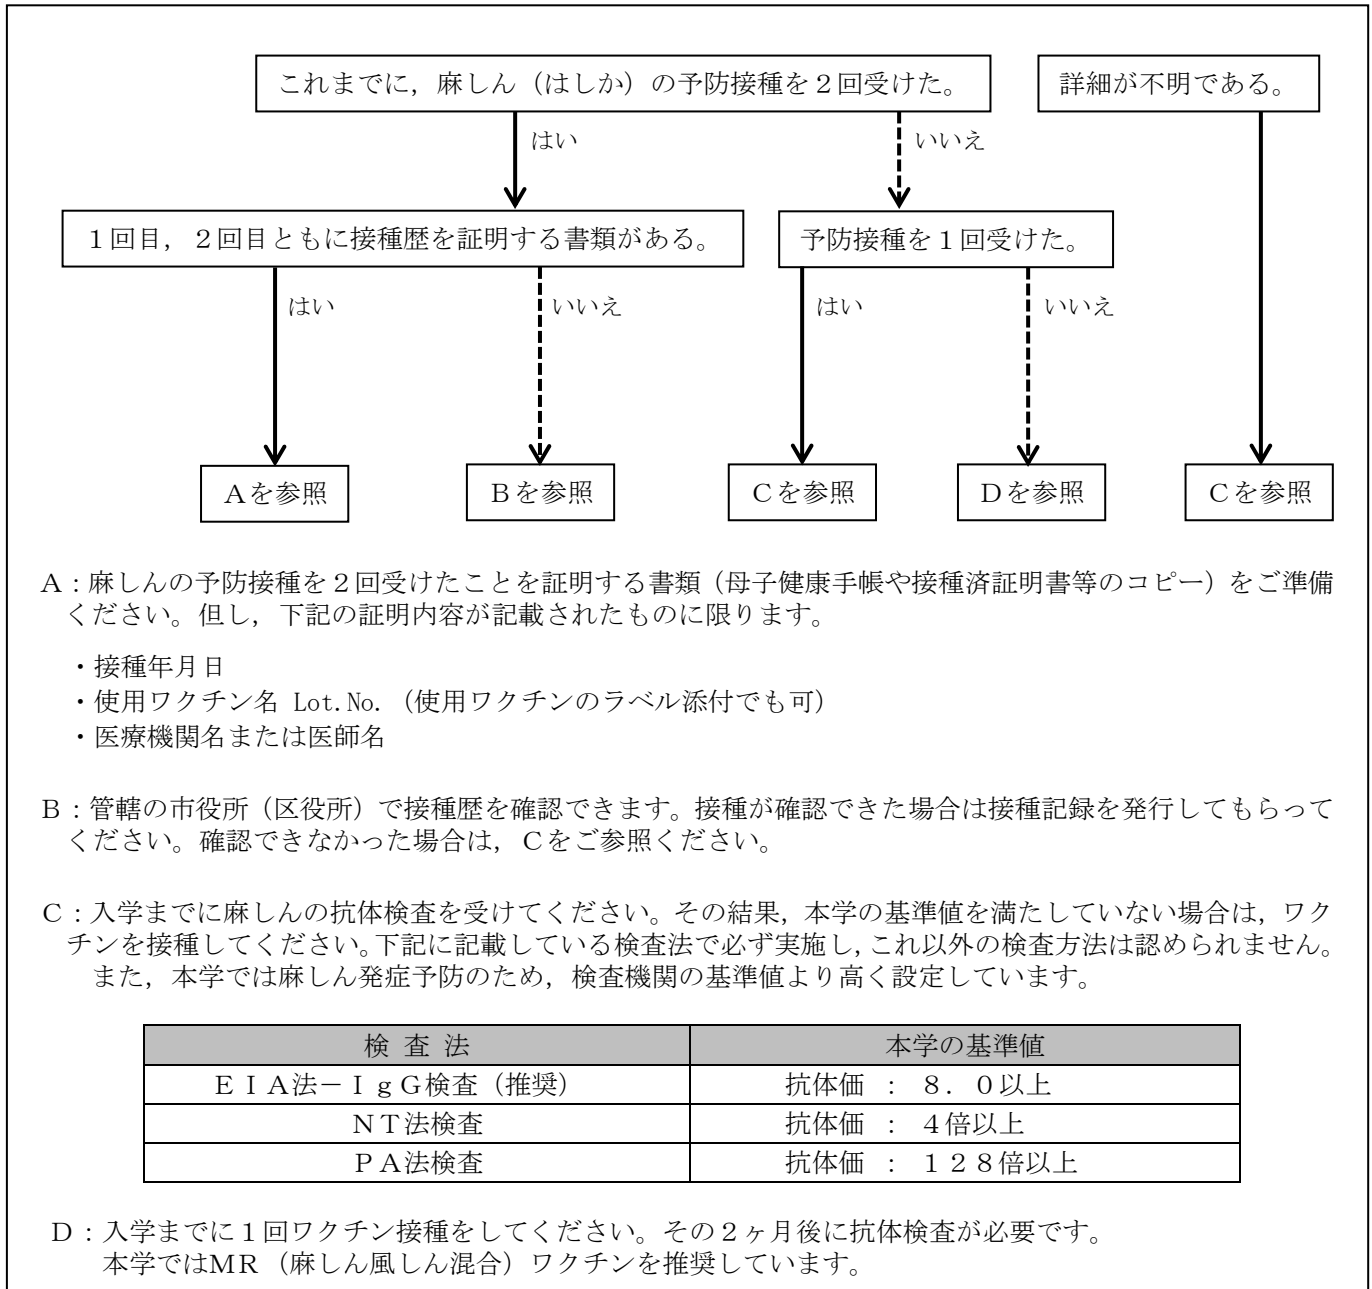 これまでに，麻しん（はしか）の予防接種を２回受けた。
詳細が不明である。
はい
いいえ
１回目，２回目ともに接種歴を証明する書類がある。
予防接種を１回受けた。
はい
いいえ
はい
いいえ
Ａを参照
Ｂを参照
Ｃを参照
Ｄを参照
Ｃを参照
Ａ：麻しんの予防接種を２回受けたことを証明する書類（母子健康手帳や接種済証明書等のコピー）をご準備
ください。但し，下記の証明内容が記載されたものに限ります。
・接種年月日
・使用ワクチン名 Lot.No.（使用ワクチンのラベル添付でも可）
・医療機関名または医師名
Ｂ：管轄の市役所（区役所）で接種歴を確認できます。接種が確認できた場合は接種記録を発行してもらって
ください。確認できなかった場合は，Ｃをご参照ください。
Ｃ：入学までに麻しんの抗体検査を受けてください。その結果，本学の基準値を満たしていない場合は，ワク
チンを接種してください。下記に記載している検査法で必ず実施し，これ以外の検査方法は認められません。
また，本学では麻しん発症予防のため，検査機関の基準値より高く設定しています。
検 査 法
本学の基準値
ＥＩＡ法－ＩｇＧ検査（推奨）
抗体価 ： ８．０以上
ＮＴ法検査
抗体価 ： ４倍以上
ＰＡ法検査
抗体価 ： １２８倍以上
Ｄ：入学までに１回ワクチン接種をしてください。その２ヶ月後に抗体検査が必要です。
本学ではMR（麻しん風しん混合）ワクチンを推奨しています。